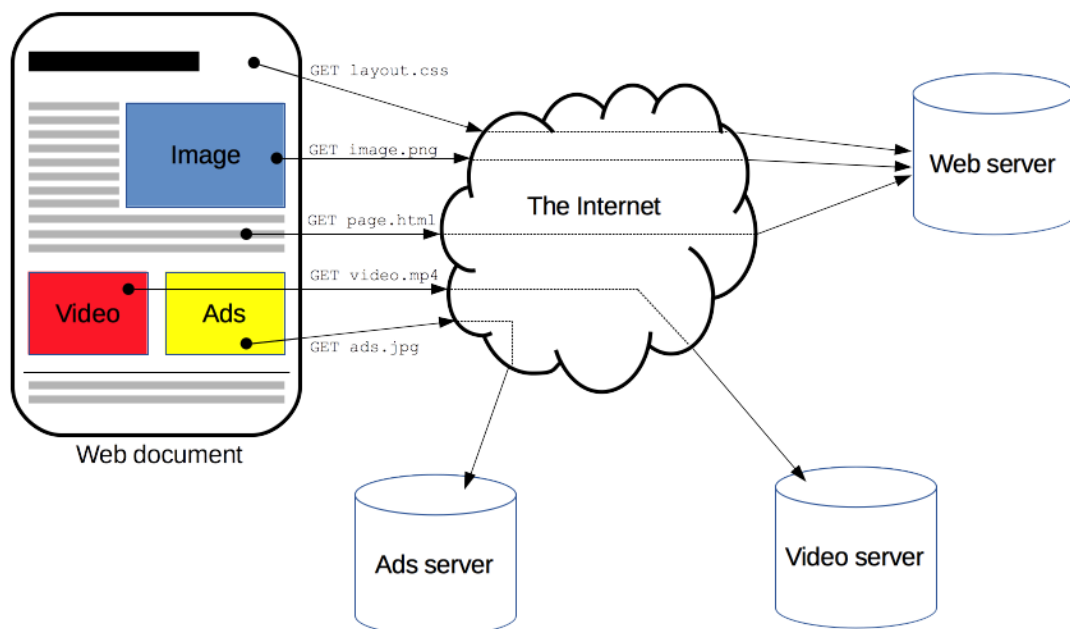 GET layout.css
Image
GET image.png
Web server
The Internet
GET page.html
GET video.mp4
Video
Ads
GET ads.jpg
Web document
Ads server
Video server